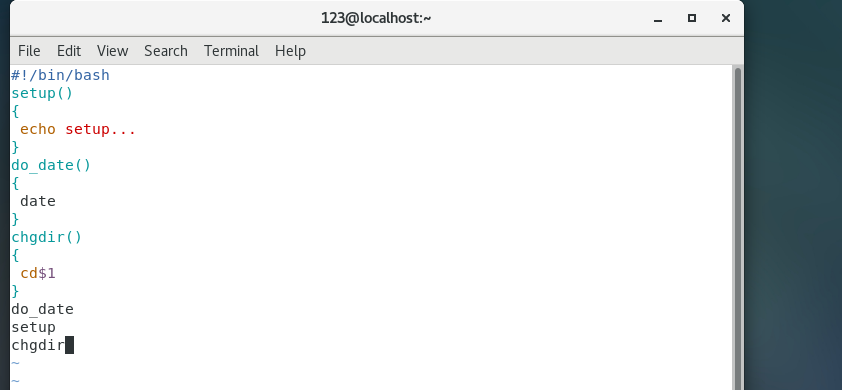 123@localhost:~
File Edit View Search Terminal Help
#!/bin/bash
setup()
{
 echo setup...
}
do_date()
{
 date
}
chgdir()
{
 cd$1
}
do_date
setup
chgdir
~
~